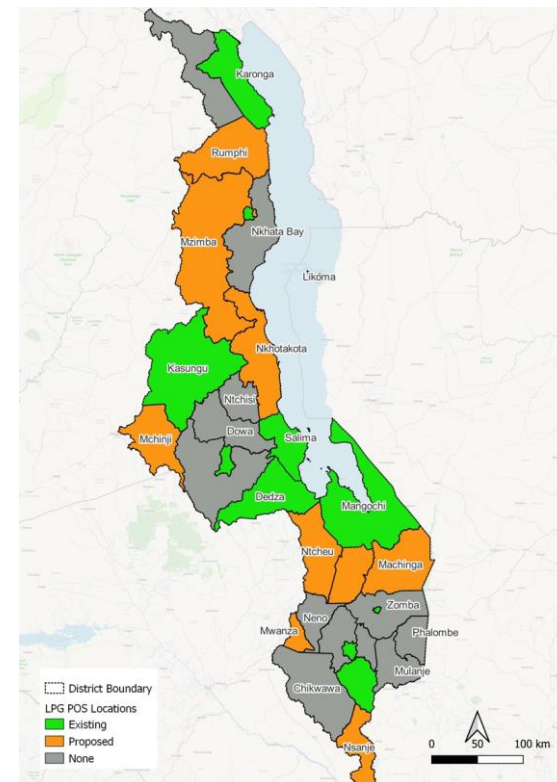 Karonga
Rumphi
Mzimba
Nkhata Bay
Likoma
Nkhotakota
Kasungu
Ntchisi
Mchinji
Dowa
Salima
Dedza
Mangochi
Ntcheu
Machinga
Neno
Zomba
Mwanza
Phalombe
Mulanje
Chikwawa
Nsanje
District Boundary
LPG POS Locations
Existing
Proposed
None
0 50 100 km